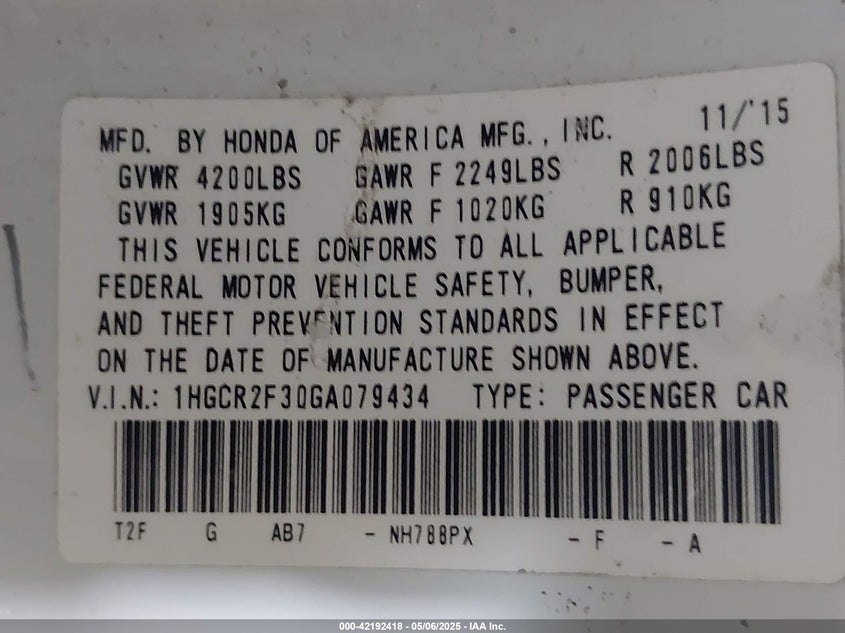 MFD. BY HONDA OF AMERICA MFG., INC. 11/'15
GVWR 4200LBS GAWR F 2249LBS R 2006LBS
GVWR 1905KG GAWR F 1020KG R 910KG
THIS VEHICLE CONFORMS TO ALL APPLICABLE
FEDERAL MOTOR VEHICLE SAFETY, BUMPER,
AND THEFT PREVENTION STANDARDS IN EFFECT
ON THE DATE OF MANUFACTURE SHOWN ABOVE.
V.I.N.: 1HGCR2F30GA079434 TYPE: PASSENGER CAR
T2F G AB7 - NH788PX - F - A
000-42192418 - 05/06/2025 - IAA Inc.